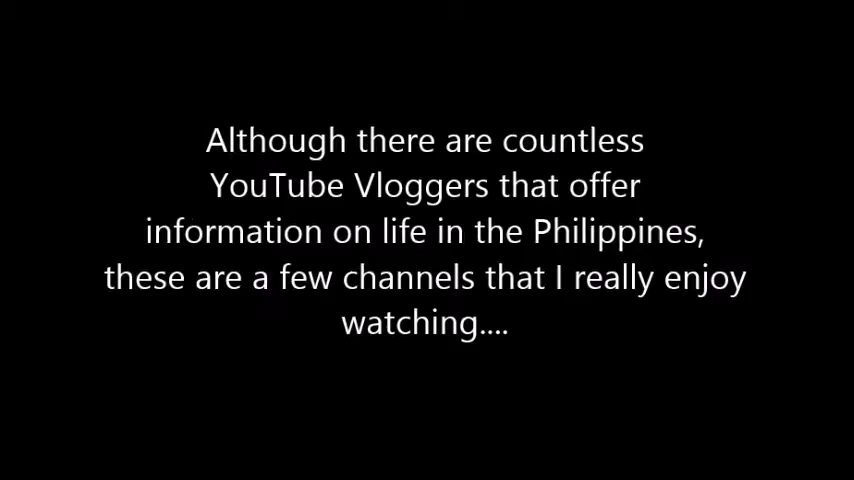 Although there are countless
YouTube Vloggers that offer
information on life in the Philippines,
these are a few channels that I really enjoy
watching....